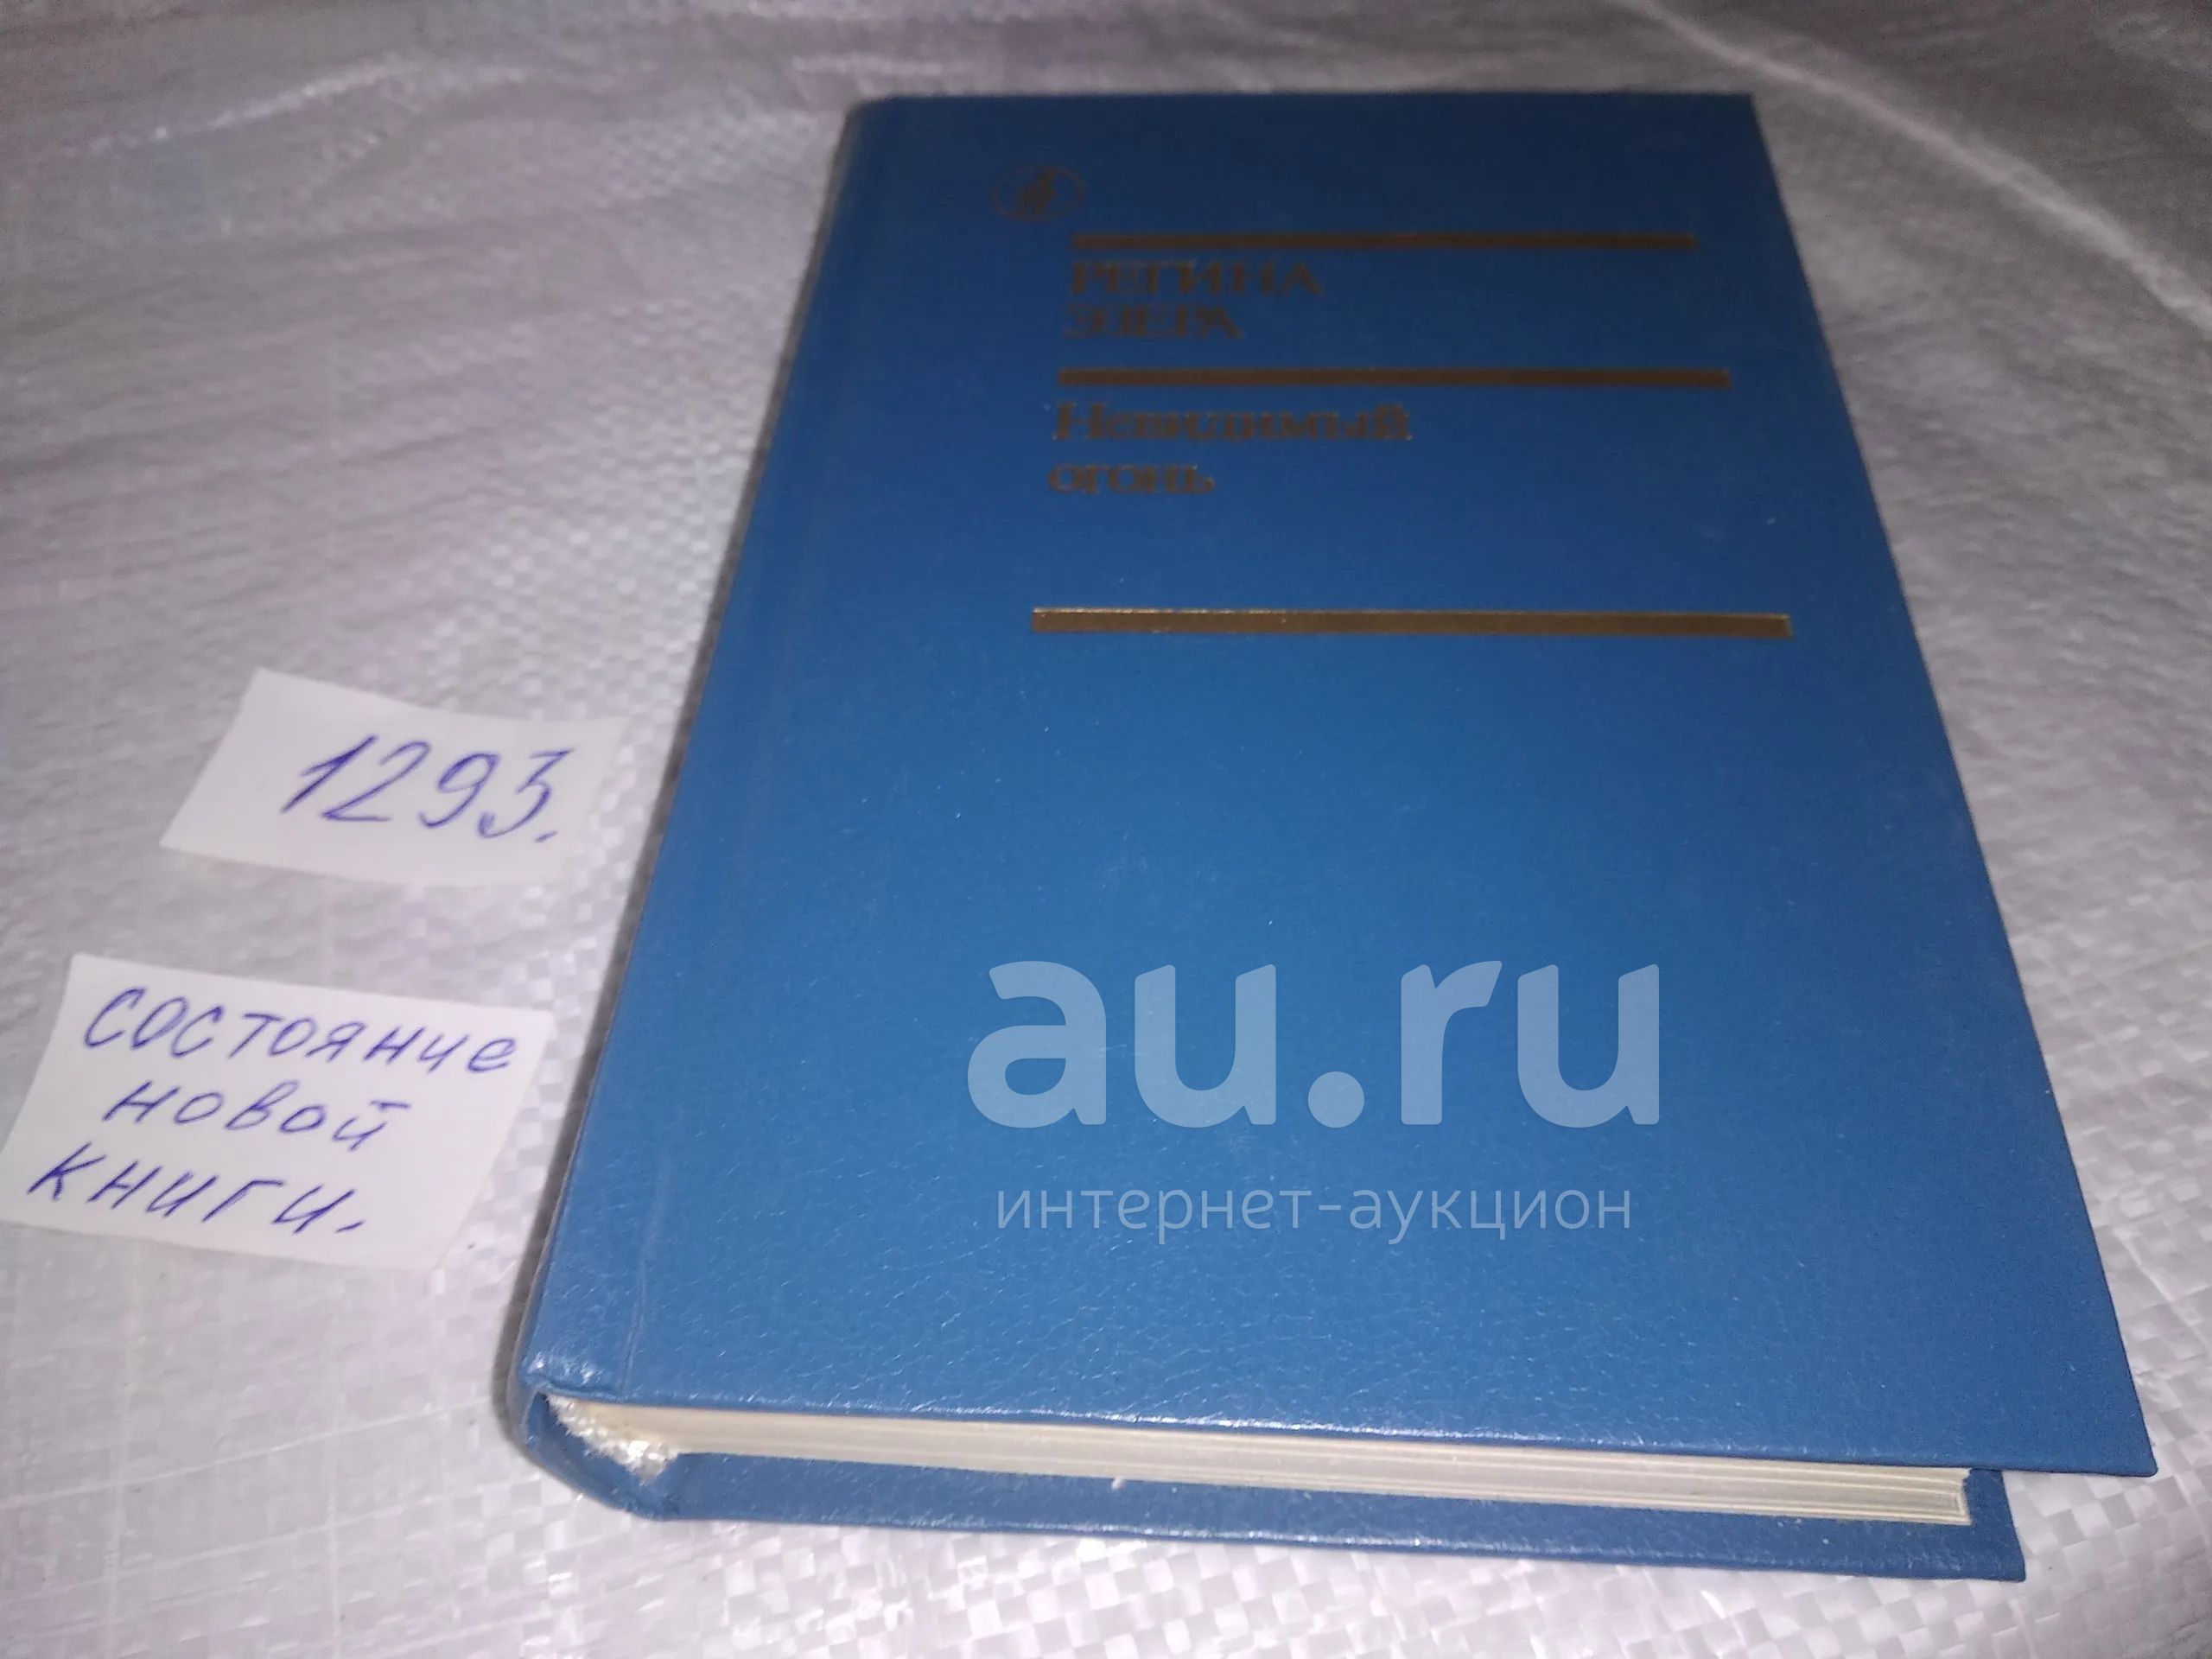 РЕГИНА
ЭЗЕРА
Невидимый
огонь
1293.
состояние
новой
книги.
au.ru
интернет-аукцион